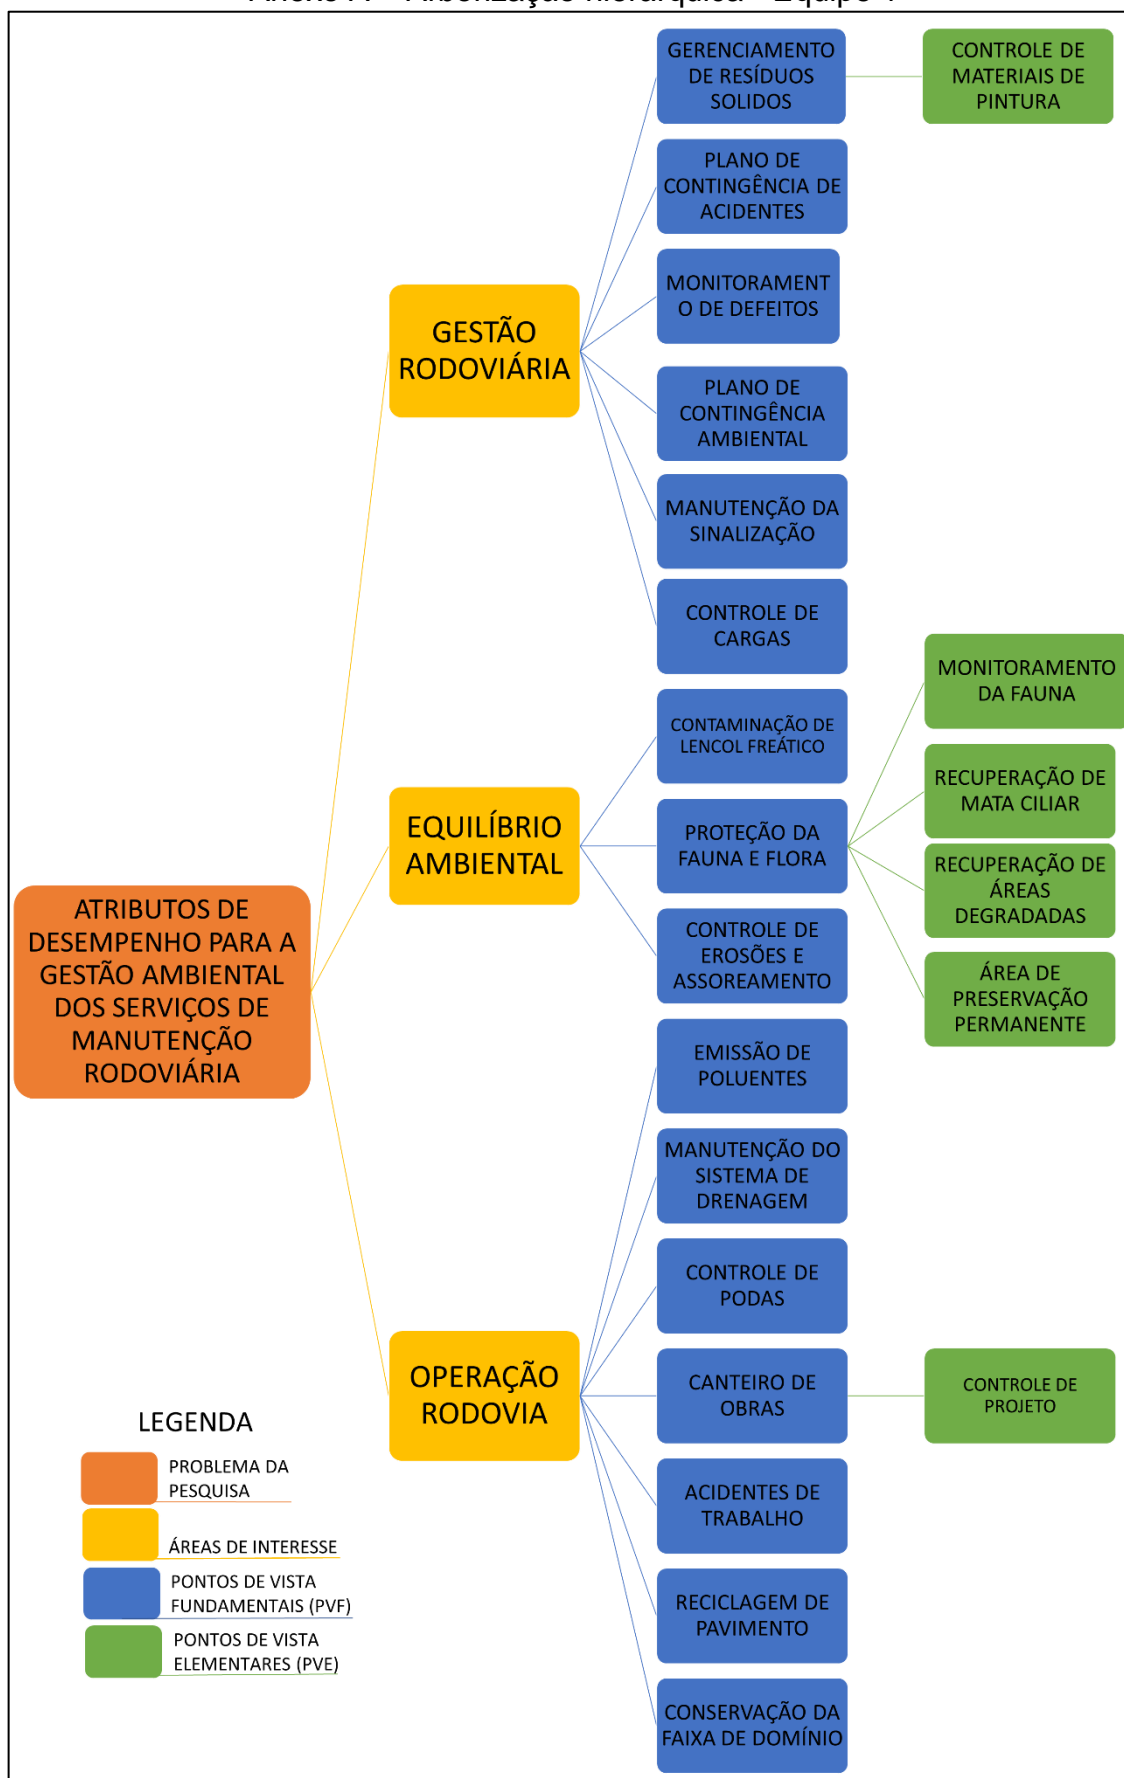 GERENCIAMENTO
DE RESÍDUOS
SOLIDOS
CONTROLE DE
MATERIAIS DE
PINTURA
PLANO DE
CONTINGÊNCIA DE
ACIDENTES
MONITORAMENT
O DE DEFEITOS
GESTÃO
RODOVIÁRIA
PLANO DE
CONTINGÊNCIA
AMBIENTAL
MANUTENÇÃO DA
SINALIZAÇÃO
CONTROLE DE
CARGAS
MONITORAMENTO
DA FAUNA
CONTAMINAÇÃO DE
LENCOL FREÁTICO
RECUPERAÇÃO DE
MATA CILIAR
EQUILÍBRIO
AMBIENTAL
PROTEÇÃO DA
FAUNA E FLORA
RECUPERAÇÃO DE
ÁREAS
DEGRADADAS
ATRIBUTOS DE
DESEMPENHO PARA A
GESTÃO AMBIENTAL
DOS SERVIÇOS DE
MANUTENÇÃO
RODOVIÁRIA
CONTROLE DE
EROSÕES E
ASSOREAMENTO
ÁREA DE
PRESERVAÇÃO
PERMANENTE
EMISSÃO DE
POLUENTES
MANUTENÇÃO DO
SISTEMA DE
DRENAGEM
CONTROLE DE
PODAS
OPERAÇÃO
RODOVIA
CANTEIRO DE
OBRAS
CONTROLE DE
PROJETO
ACIDENTES DE
TRABALHO
RECICLAGEM DE
PAVIMENTO
CONSERVAÇÃO DA
FAIXA DE DOMÍNIO
LEGENDA
PROBLEMA DA
PESQUISA
ÁREAS DE INTERESSE
PONTOS DE VISTA
FUNDAMENTAIS (PVF)
PONTOS DE VISTA
ELEMENTARES (PVE)